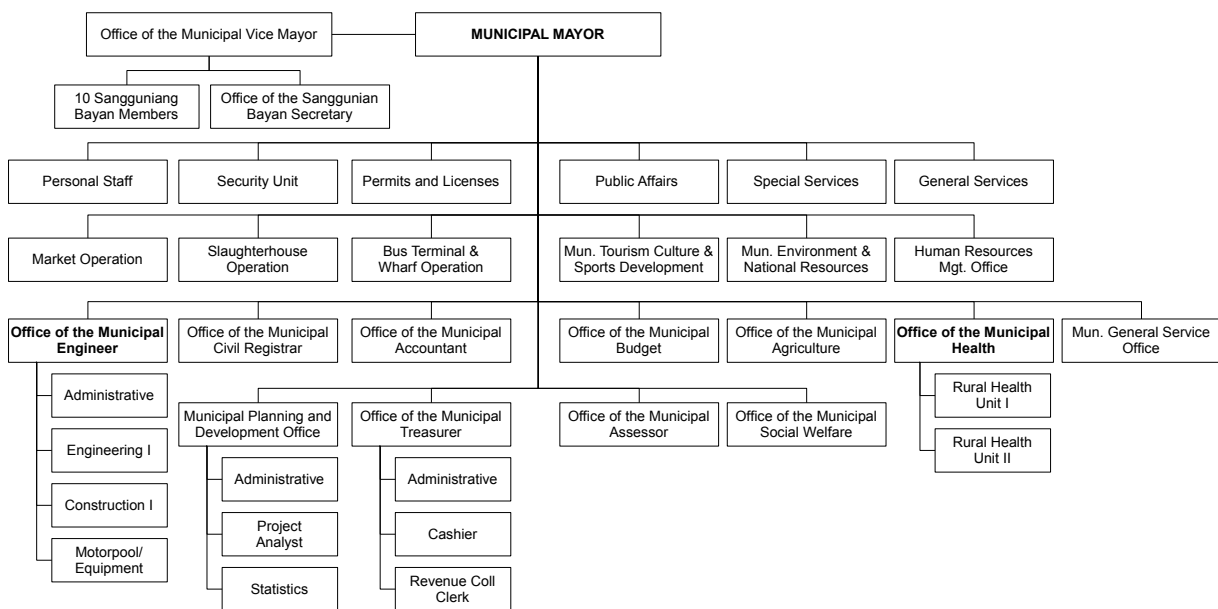 Office of the Municipal Vice Mayor
MUNICIPAL MAYOR
10 Sangguniang
Bayan Members
Office of the Sanggunian
Bayan Secretary
Personal Staff
Security Unit
Permits and Licenses
Public Affairs
Special Services
General Services
Market Operation
Slaughterhouse
Operation
Bus Terminal &
Wharf Operation
Mun. Tourism Culture &
Sports Development
Mun. Environment &
National Resources
Human Resources
Mgt. Office
Office of the Municipal
Engineer
Office of the Municipal
Civil Registrar
Office of the Municipal
Accountant
Office of the Municipal
Budget
Office of the Municipal
Agriculture
Office of the Municipal
Health
Mun. General Service
Office
Administrative
Engineering I
Construction I
Motorpool/
Equipment
Municipal Planning and
Development Office
Administrative
Project
Analyst
Statistics
Office of the Municipal
Treasurer
Administrative
Cashier
Revenue Coll
Clerk
Office of the Municipal
Assessor
Office of the Municipal
Social Welfare
Rural Health
Unit I
Rural Health
Unit II